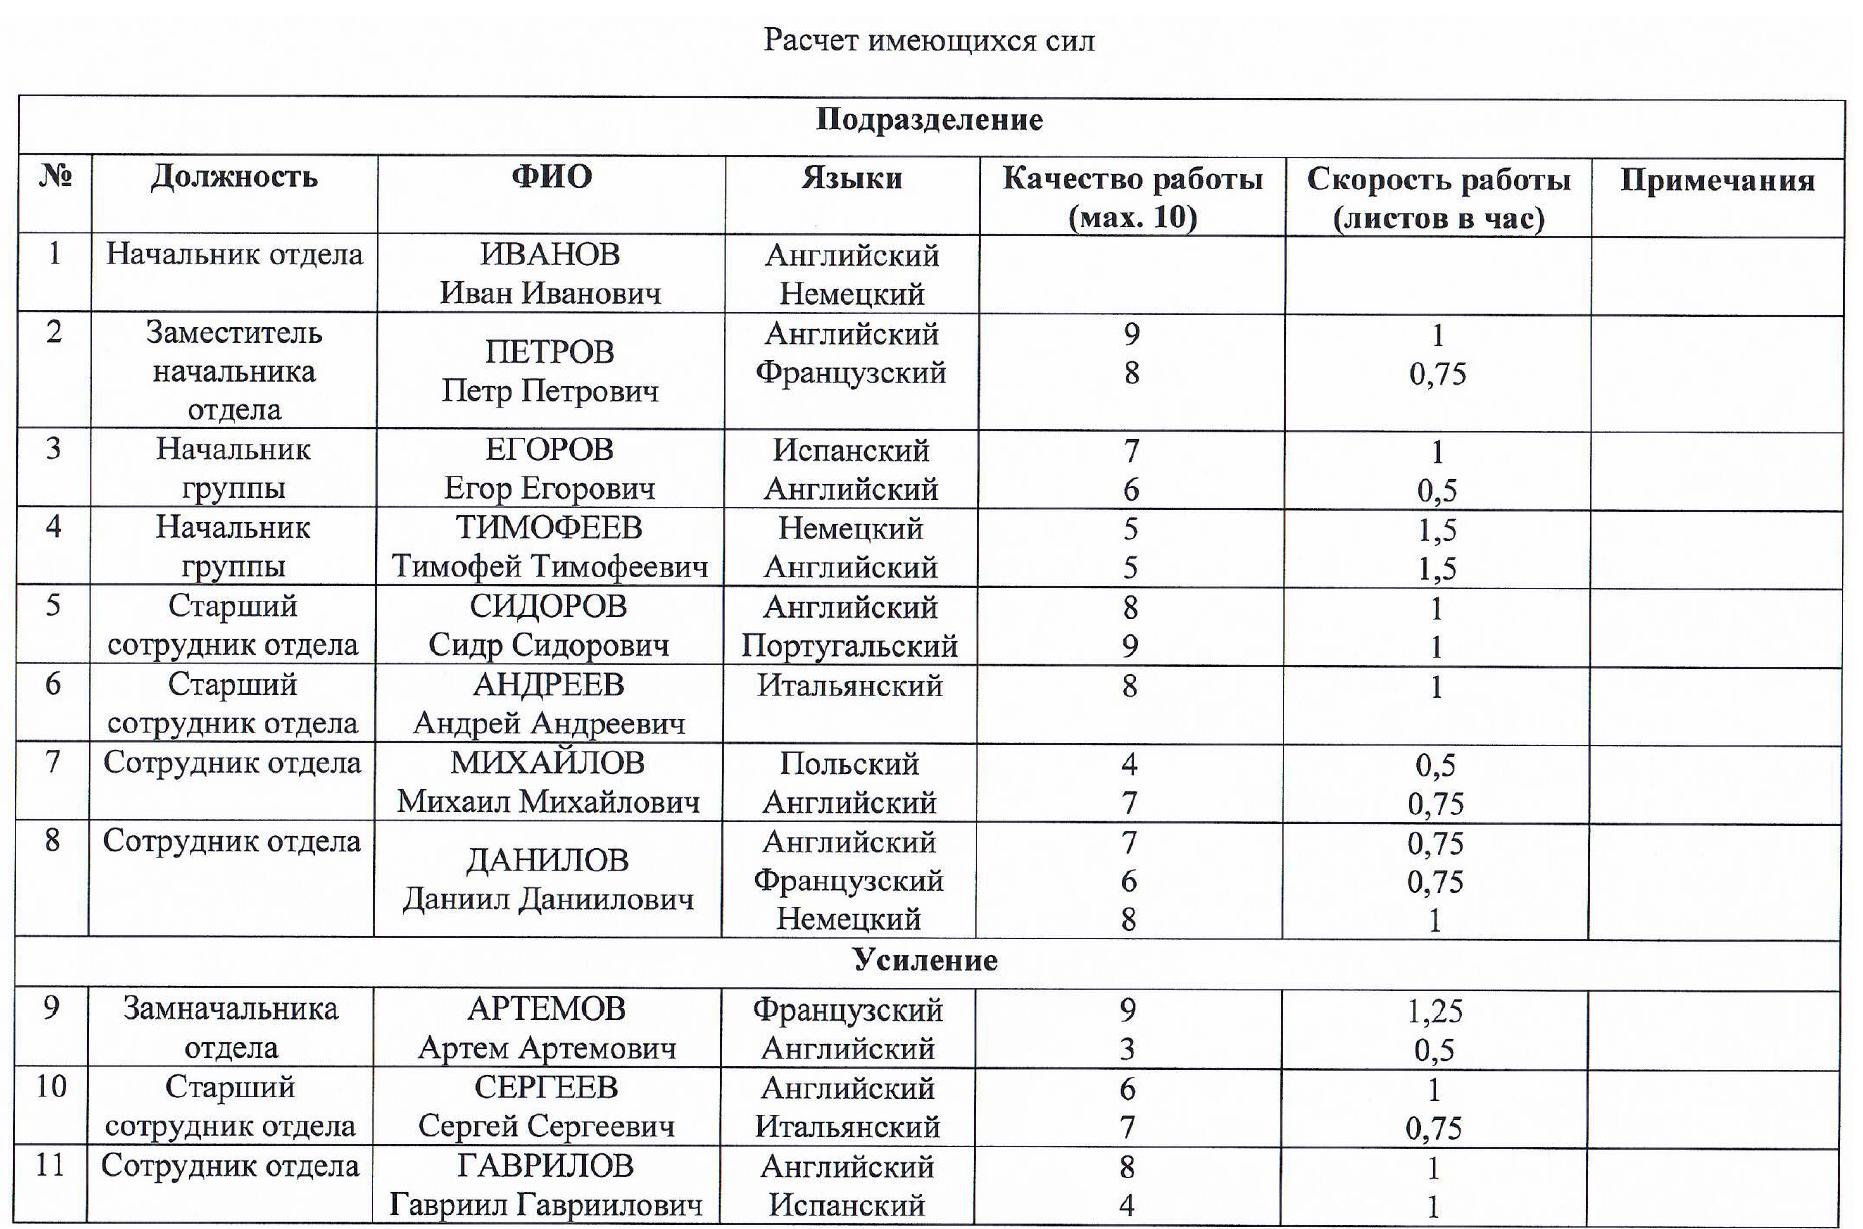 Расчет имеющихся сил
Подразделение
№ Должность ФИО Языки Качество работы (мах. 10) Скорость работы (листов в час) Примечания
1 Начальник отдела ИВАНОВ Английский
Иван Иванович Немецкий
2 Заместитель ПЕТРОВ Английский 9 1
начальника Петр Петрович Французский 8 0,75
отдела
3 Начальник ЕГОРОВ Испанский 7 1
группы Егор Егорович Английский 6 0,5
4 Начальник ТИМОФЕЕВ Немецкий 5 1,5
группы Тимофей Тимофеевич Английский 5 1,5
5 Старший СИДОРОВ Английский 8 1
сотрудник отдела Сидр Сидорович Португальский 9 1
6 Старший АНДРЕЕВ Итальянский 8 1
сотрудник отдела Андрей Андреевич
7 Сотрудник отдела МИХАЙЛОВ Польский 4 0,5
Михаил Михайлович Английский 7 0,75
8 Сотрудник отдела ДАНИЛОВ Английский 7 0,75
Даниил Даниилович Французский 6 0,75
Немецкий 8 1
Усиление
9 Замначальника АРТЕМОВ Французский 9 1,25
отдела Артем Артемович Английский 3 0,5
10 Старший СЕРГЕЕВ Английский 6 1
сотрудник отдела Сергей Сергеевич Итальянский 7 0,75
11 Сотрудник отдела ГАВРИЛОВ Английский 8 1
Гавриил Гавриилович Испанский 4 1